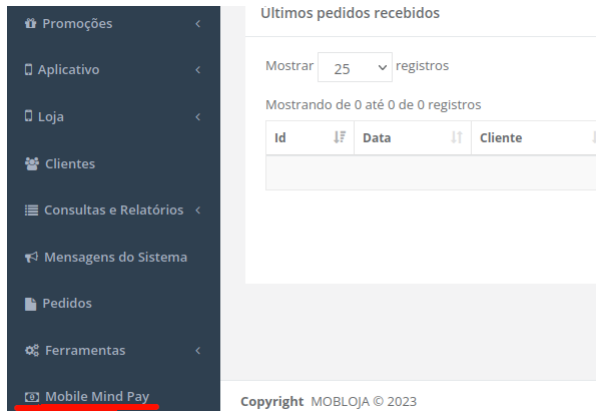 Promoções
Aplicativo
Loja
Clientes
Consultas e Relatórios
Mensagens do Sistema
Pedidos
Ferramentas
Mobile Mind Pay
Últimos pedidos recebidos
Mostrar 25 registros
Mostrando de 0 até 0 de 0 registros
Id Data Cliente
Copyright MOBLOJA © 2023